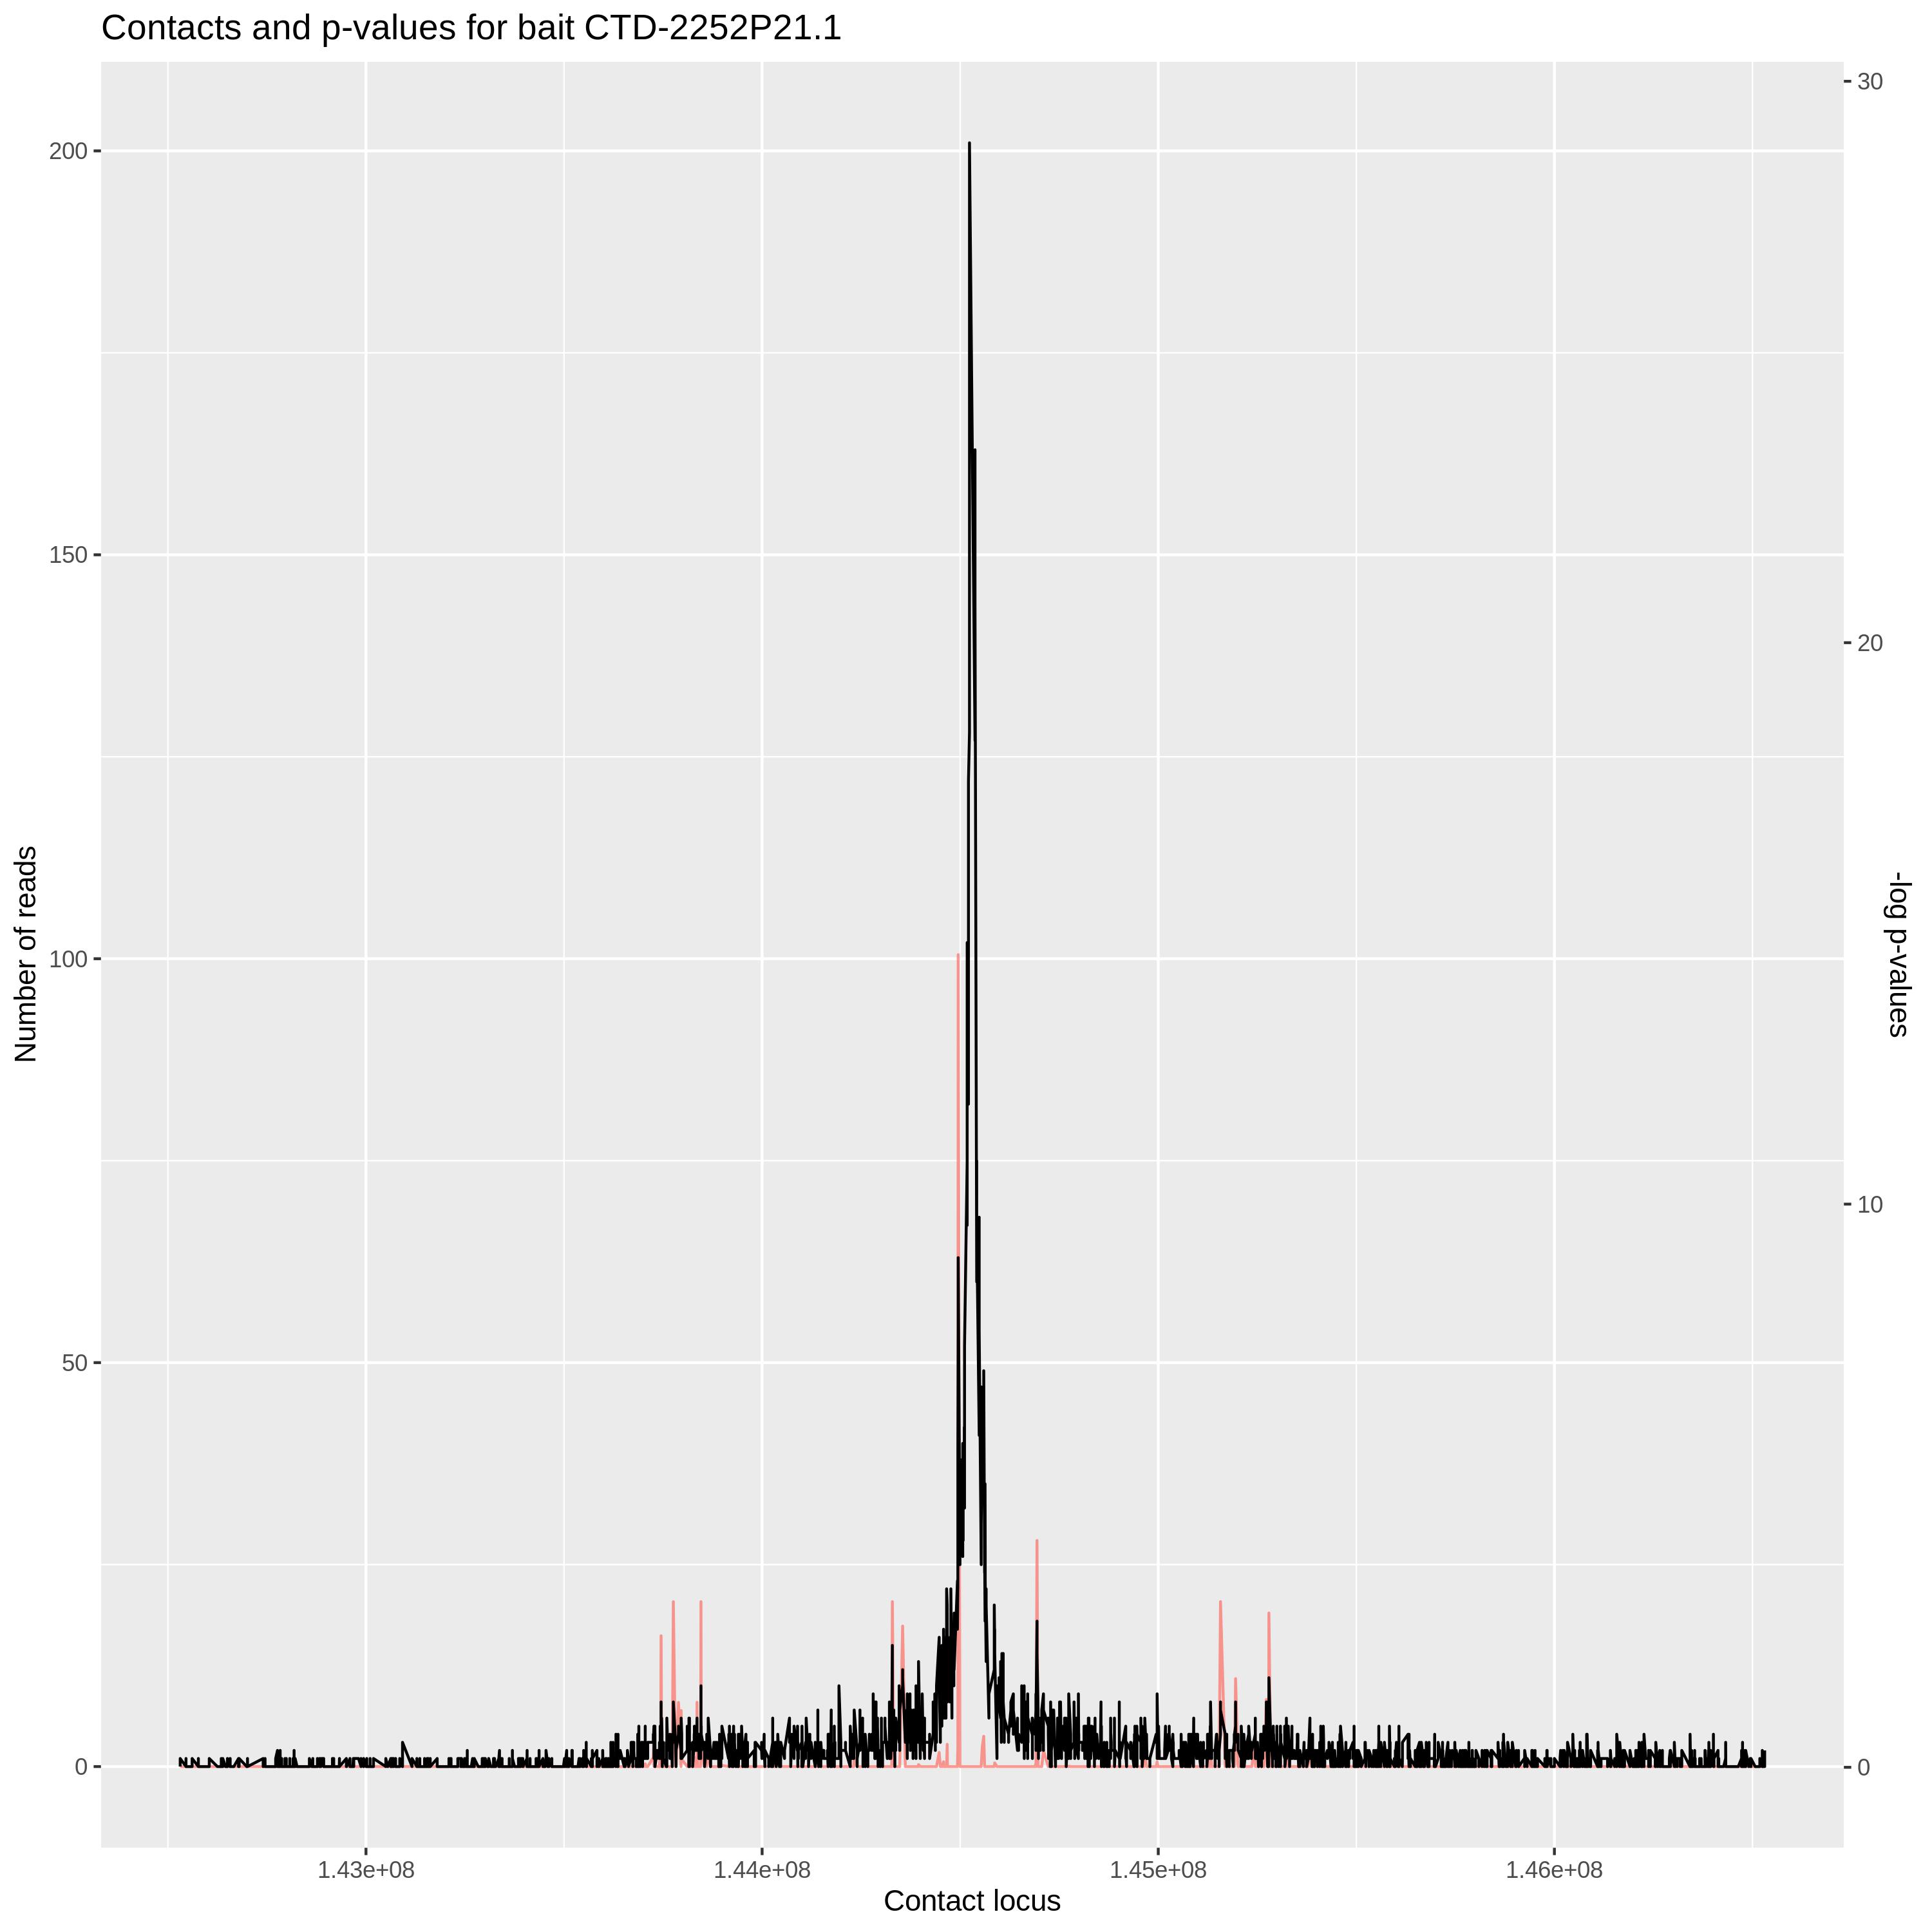 Contacts and p-values for bait CTD-2252P21.1
30
200
150
20
Number of reads
-log p-values
100
10
50
0
0
1.43e+08
1.44e+08
1.45e+08
1.46e+08
Contact locus